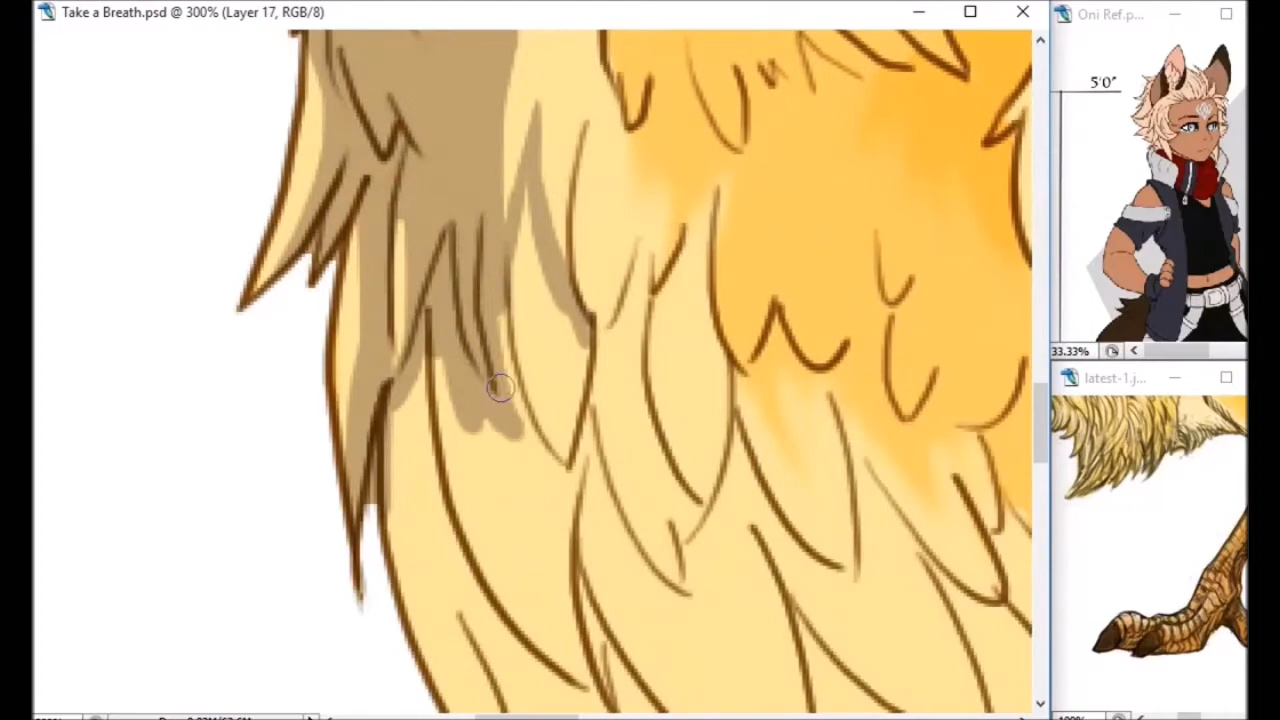 Take a Breath.psd @ 300% (Layer 17, RGB/8)
Oni Ref.p...
5'0"
33.33%
latest-1.j...